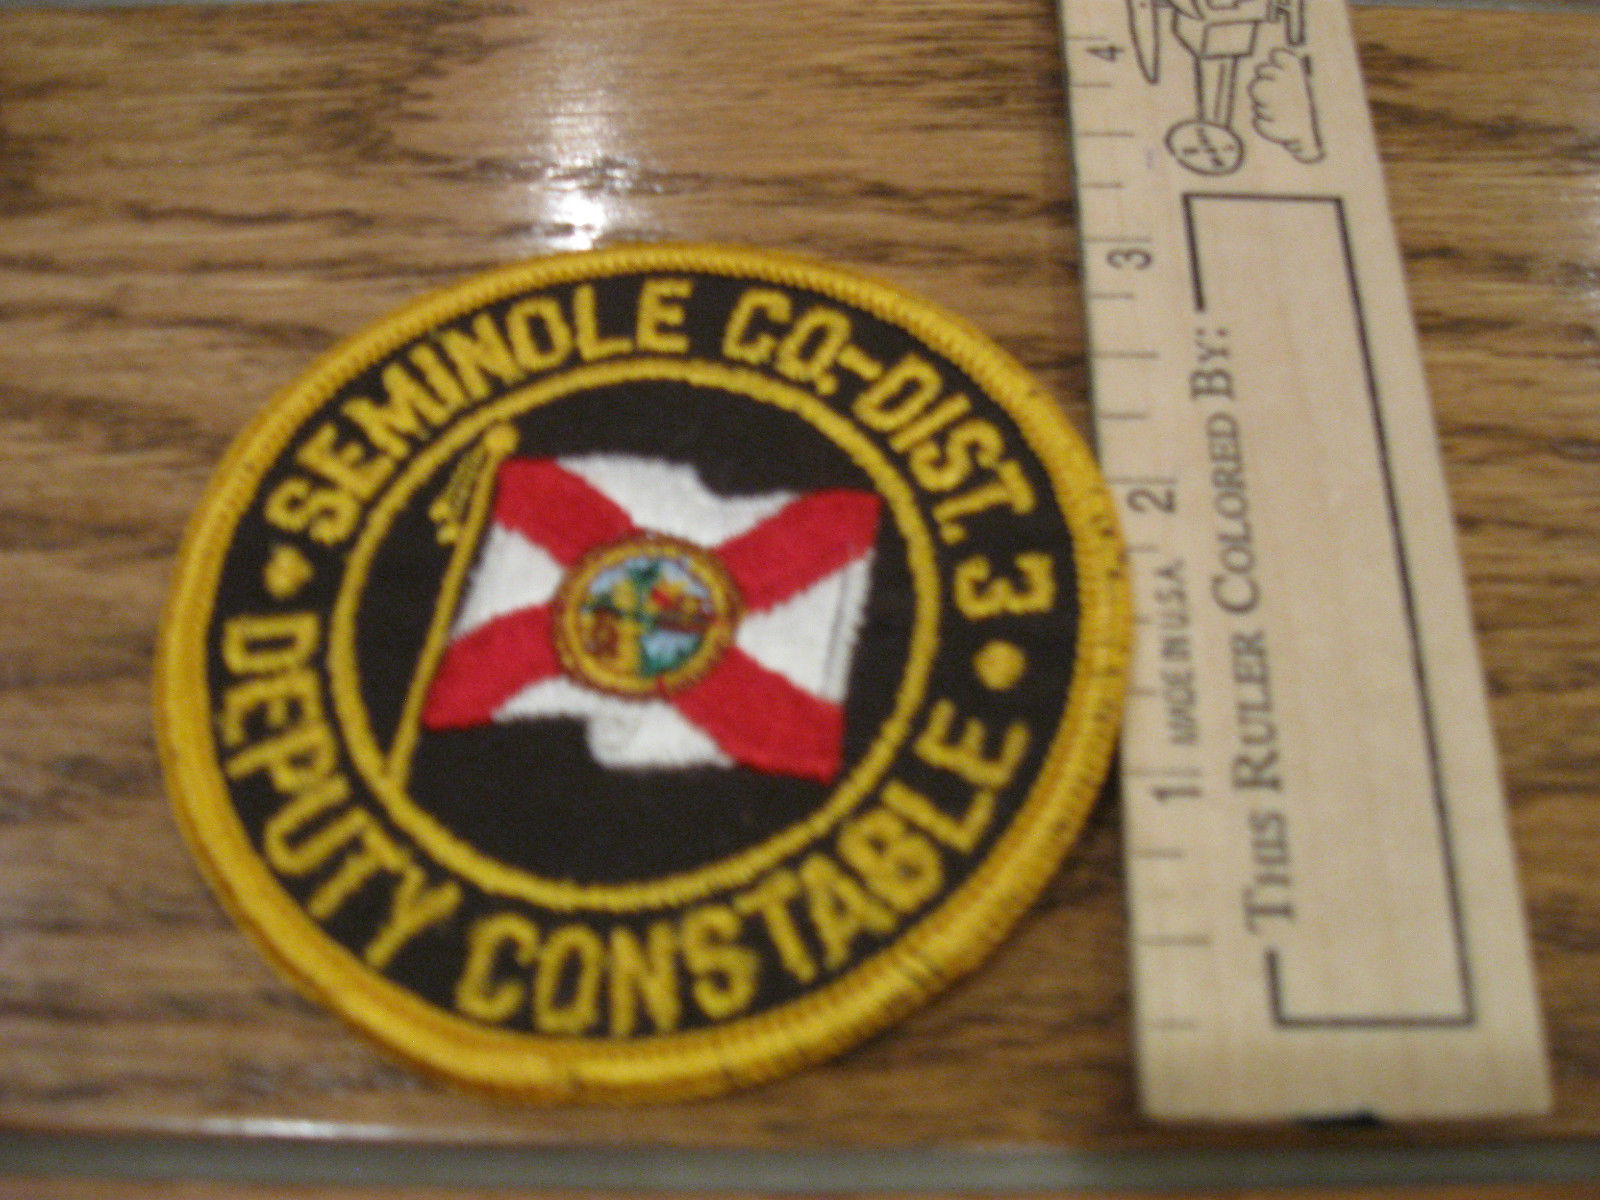 SEMINOLE CO.-DIST. 3
DEPUTY CONSTABLE
4
3
2
1
MADE IN U.S.A.
THIS RULER COLORED BY: